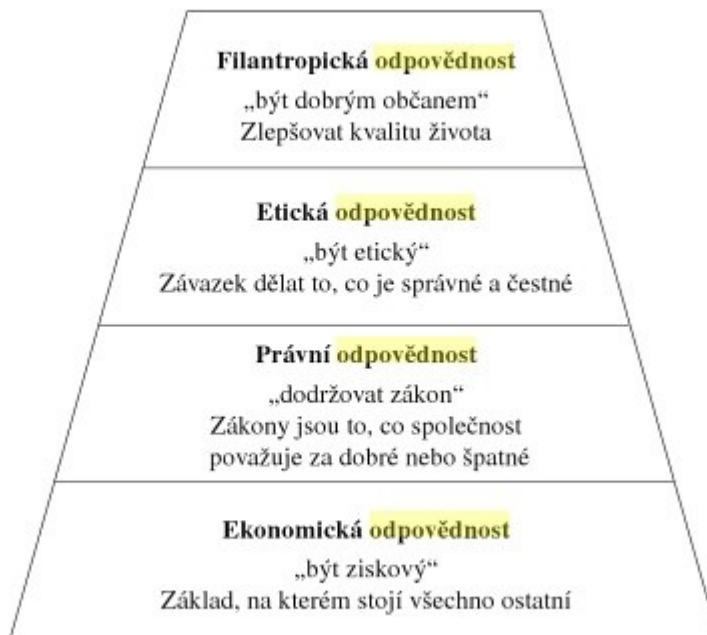 Filantropická odpovědnost
„být dobrým občanem“
Zlepšovat kvalitu života
Etická odpovědnost
„být etický“
Závazek dělat to, co je správné a čestné
Právní odpovědnost
„dodržovat zákon“
Zákony jsou to, co společnost
považuje za dobré nebo špatné
Ekonomická odpovědnost
„být ziskový“
Základ, na kterém stojí všechno ostatní